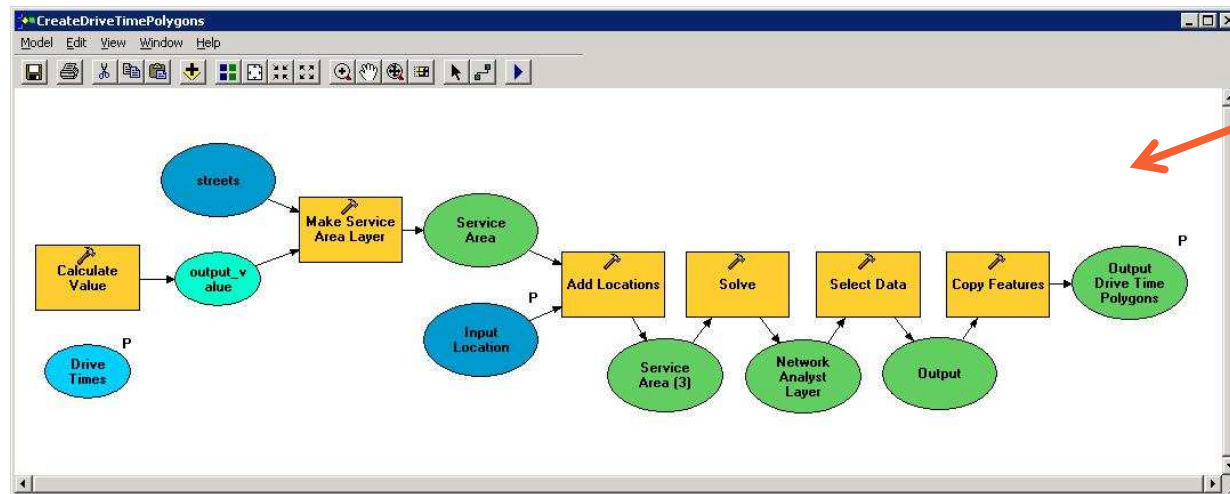 CreateDriveTimePolygons
Model Edit View Window Help
streets
Make Service
Area Layer
Service
Area
Calculate
Value
output_v
alue
P
Drive
Times
P
Input
Location
Add Locations
Solve
Select Data
Copy Features
P
Output
Drive Time
Polygons
Service
Area (3)
Network
Analyst
Layer
Output